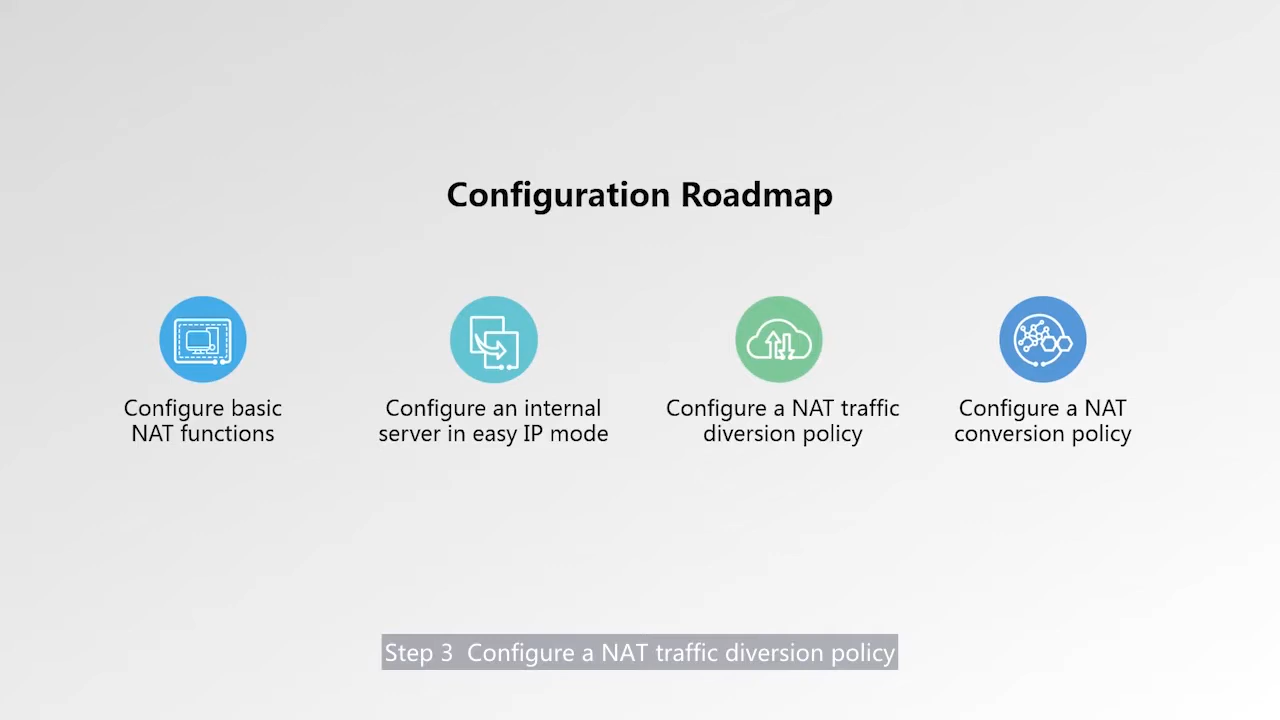 Configuration Roadmap
Configure basic
NAT functions
Configure an internal
server in easy IP mode
Configure a NAT traffic
diversion policy
Configure a NAT
conversion policy
Step 3 Configure a NAT traffic diversion policy